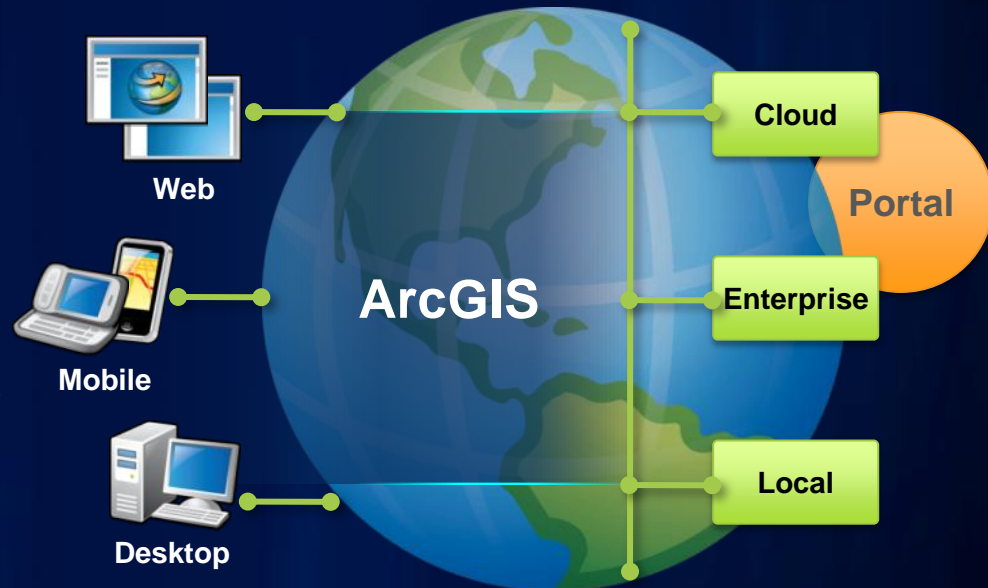 Web
Mobile
Desktop
ArcGIS
Cloud
Portal
Enterprise
Local